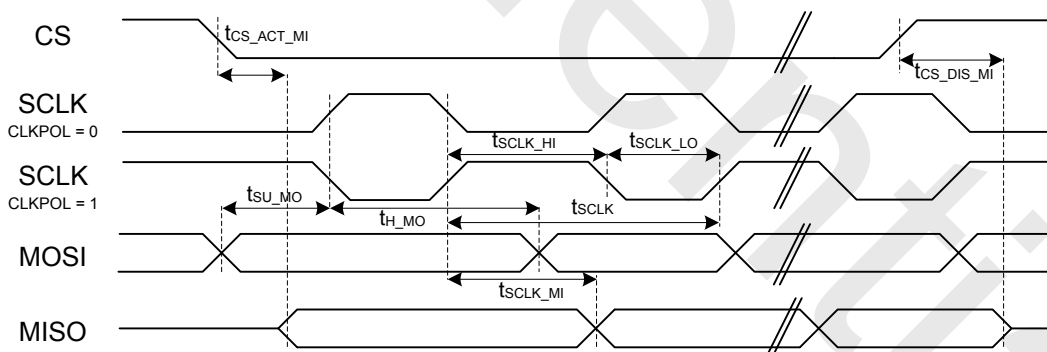 CS
tCS_ACT_MI
tCS_DIS_MI
SCLK
CLKPOL = 0
tSCLK_HI
tSCLK_LO
SCLK
CLKPOL = 1
tSU_MO
tH_MO
tSCLK
MOSI
tSCLK_MI
MISO